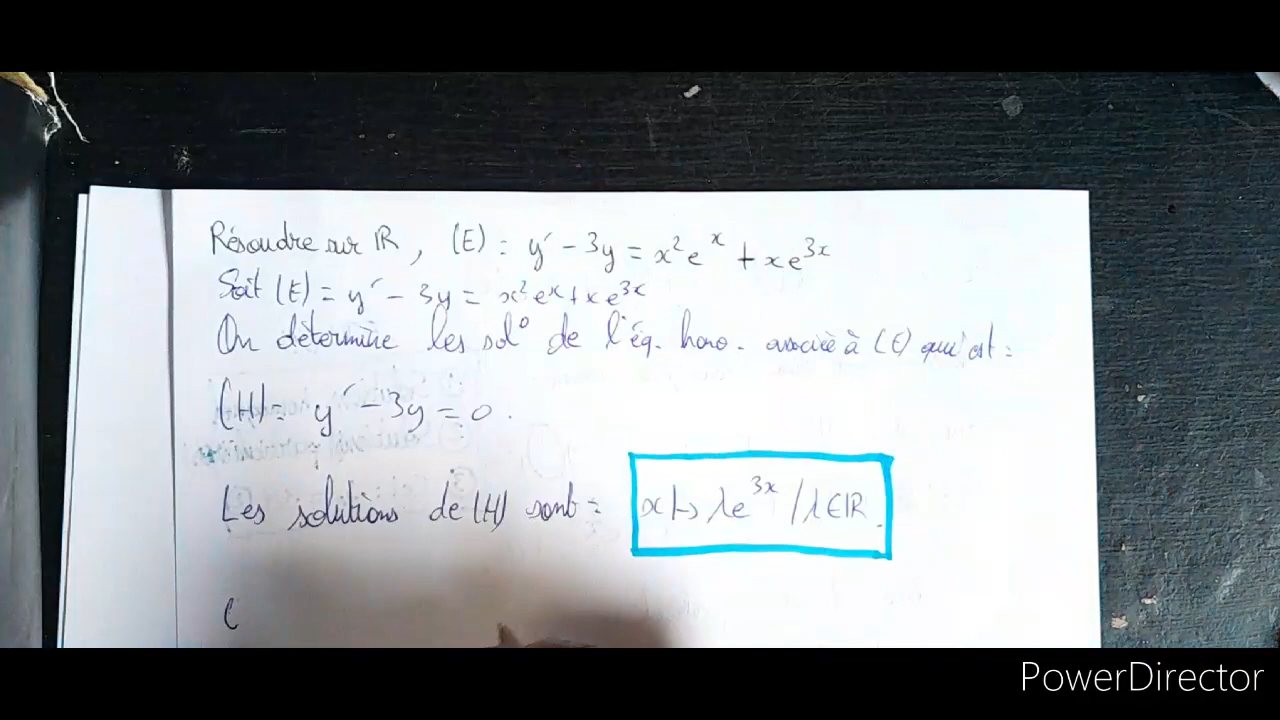 Résoudre sur ℝ, (E) = y' - 3y = x²eˣ + xe³ˣ
Soit (E) = y' - 3y = x²eˣ + xe³ˣ
On détermine les sol° de l'éq. homo. associée à (E) qui est :
(H) = y' - 3y = 0.
Les solutions de (H) sont = x ↦ λe³ˣ / λ∈ℝ.
(
PowerDirector